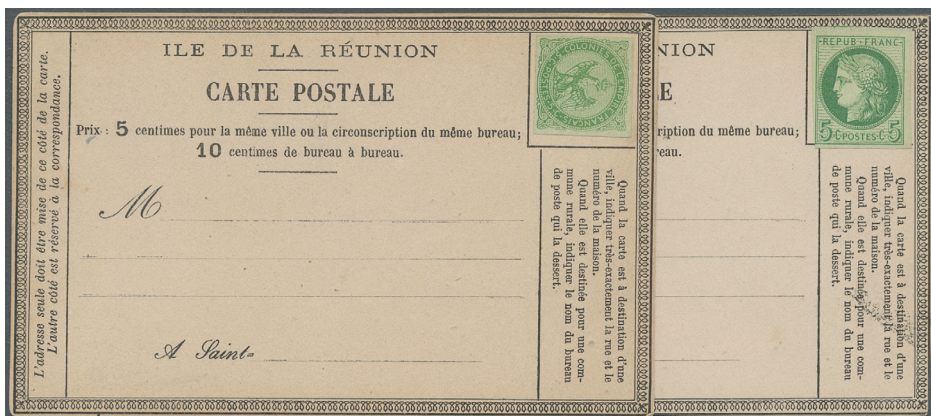 ILE DE LA RÉUNION
CARTE POSTALE
Prix : 5 centimes pour la même ville ou la circonscription du même bureau;
10 centimes de bureau à bureau.
M
A Saint-
L'adresse seule doit être mise de ce côté de la carte.
L'autre côté est réservé à la correspondance.
COLONIES DE L'EMPIRE FRANÇAIS
Quand la carte est à destination d'une
ville, indiquer très-exactement la rue et le
numéro de la maison.
Quand elle est destinée pour une com-
mune rurale, indiquer le nom du bureau
de poste qui la dessert.
NION
LE
ription du même bureau;
reau.
REPUB·FRANC
5·C·POSTES·C·5
Quand la carte est à destination d'une
ville, indiquer très-exactement la rue et le
numéro de la maison.
Quand elle est destinée pour une com-
mune rurale, indiquer le nom du bureau
de poste qui la dessert.